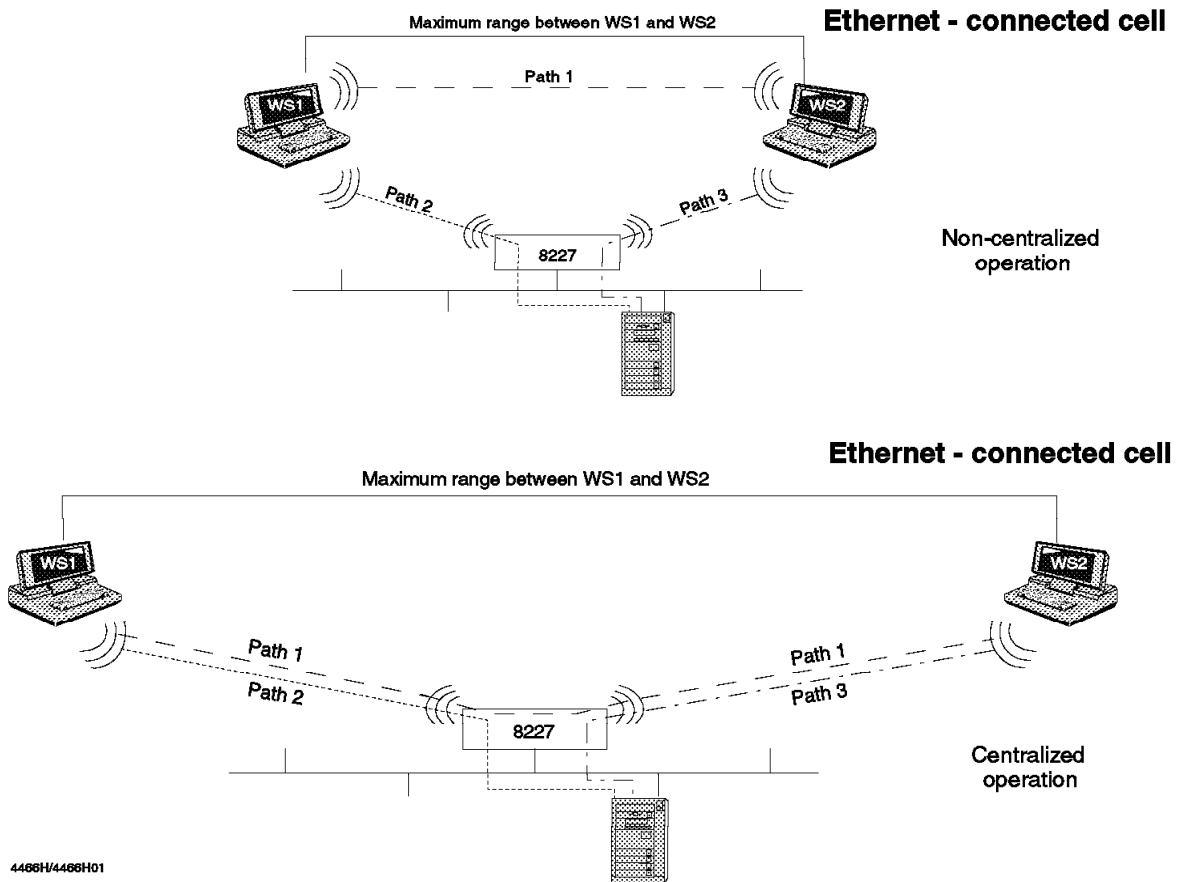 Ethernet - connected cell
Maximum range between WS1 and WS2
Path 1
WS1
WS2
Path 2
Path 3
8227
Non-centralized
operation
Ethernet - connected cell
Maximum range between WS1 and WS2
WS1
WS2
Path 1
Path 1
Path 2
Path 3
8227
Centralized
operation
4466H/4466H01